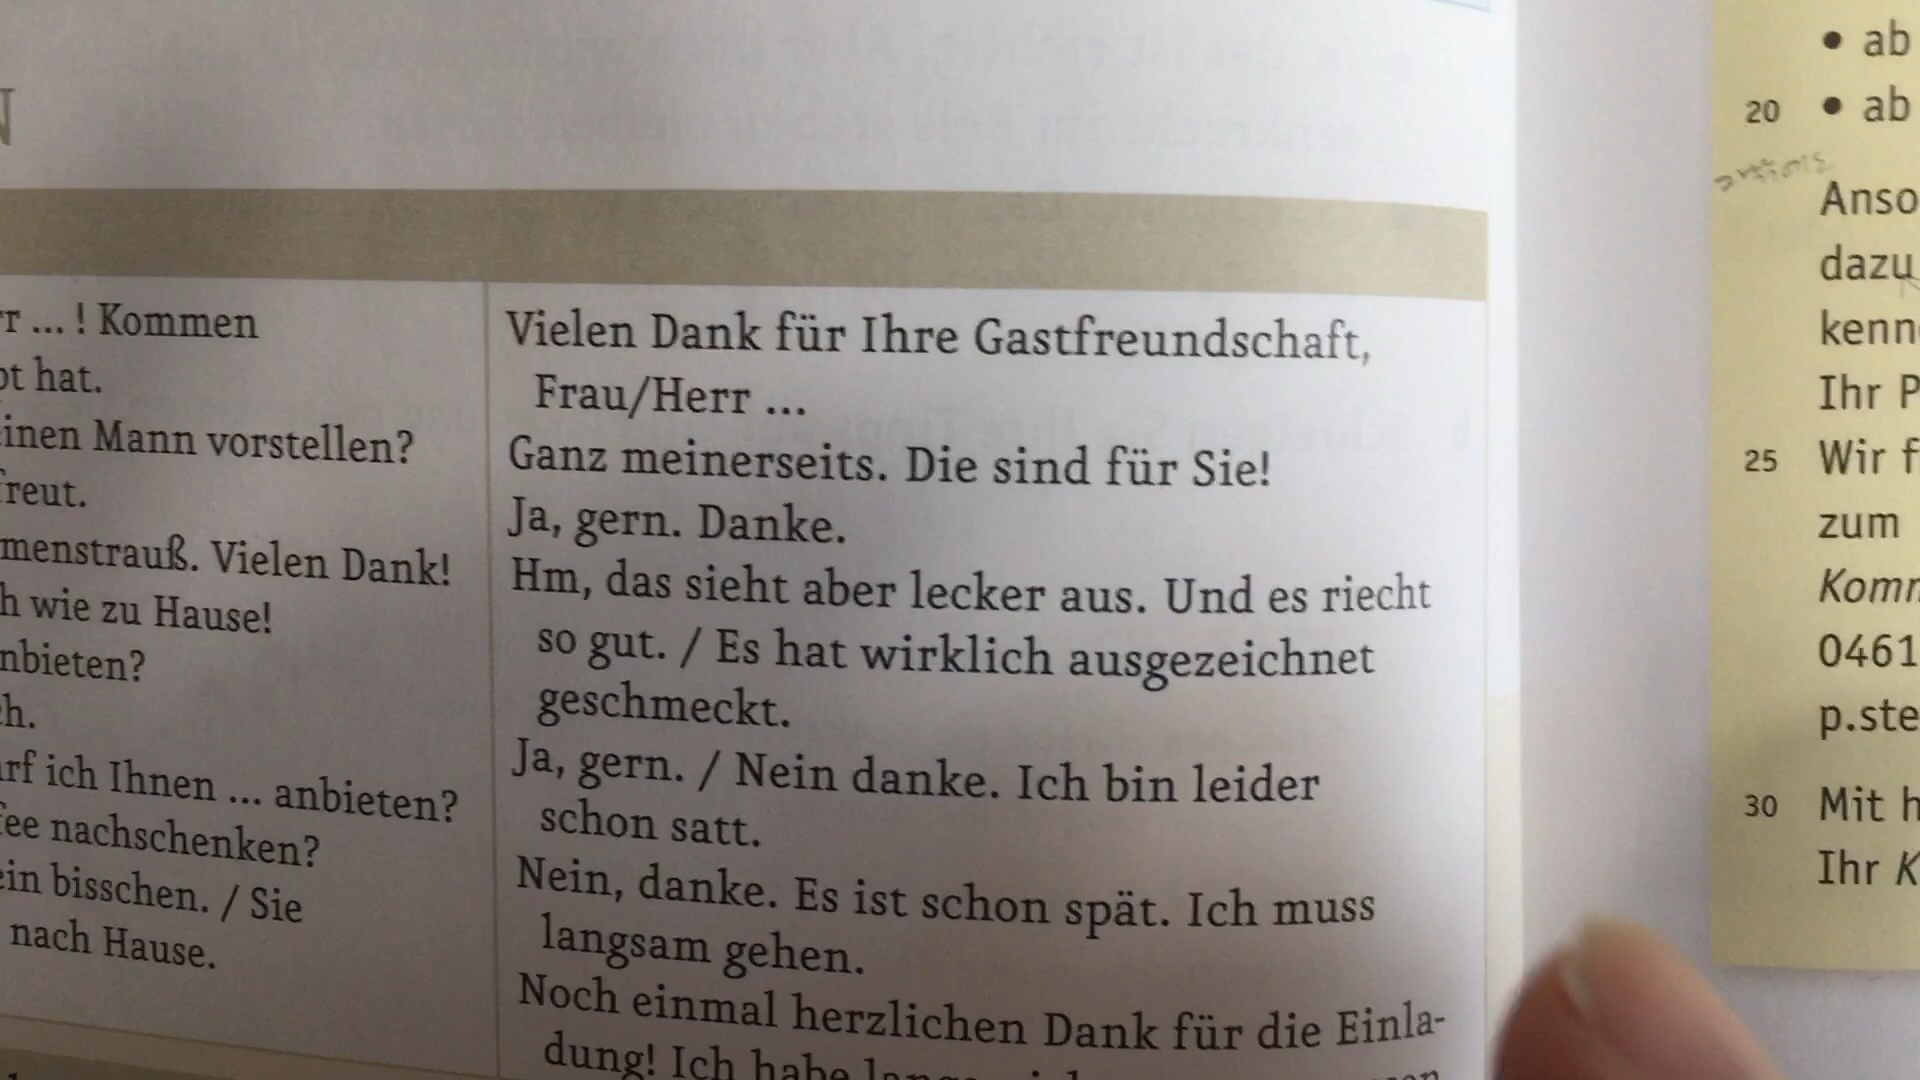 r ... ! Kommen
hat.
inen Mann vorstellen?
freut.
menstrauß. Vielen Dank!
h wie zu Hause!
nbieten?
ch.
rf ich Ihnen ... anbieten?
fee nachschenken?
ein bisschen. / Sie
nach Hause.
Vielen Dank für Ihre Gastfreundschaft,
Frau/Herr ...
Ganz meinerseits. Die sind für Sie!
Ja, gern. Danke.
Hm, das sieht aber lecker aus. Und es riecht
so gut. / Es hat wirklich ausgezeichnet
geschmeckt.
Ja, gern. / Nein danke. Ich bin leider
schon satt.
Nein, danke. Es ist schon spät. Ich muss
langsam gehen.
Noch einmal herzlichen Dank für die Einla-
dung! Ich habe
• ab
20 • ab
Anso
dazu
kenn
Ihr P
25 Wir f
zum
Komm
0461
p.ste
30 Mit h
Ihr K